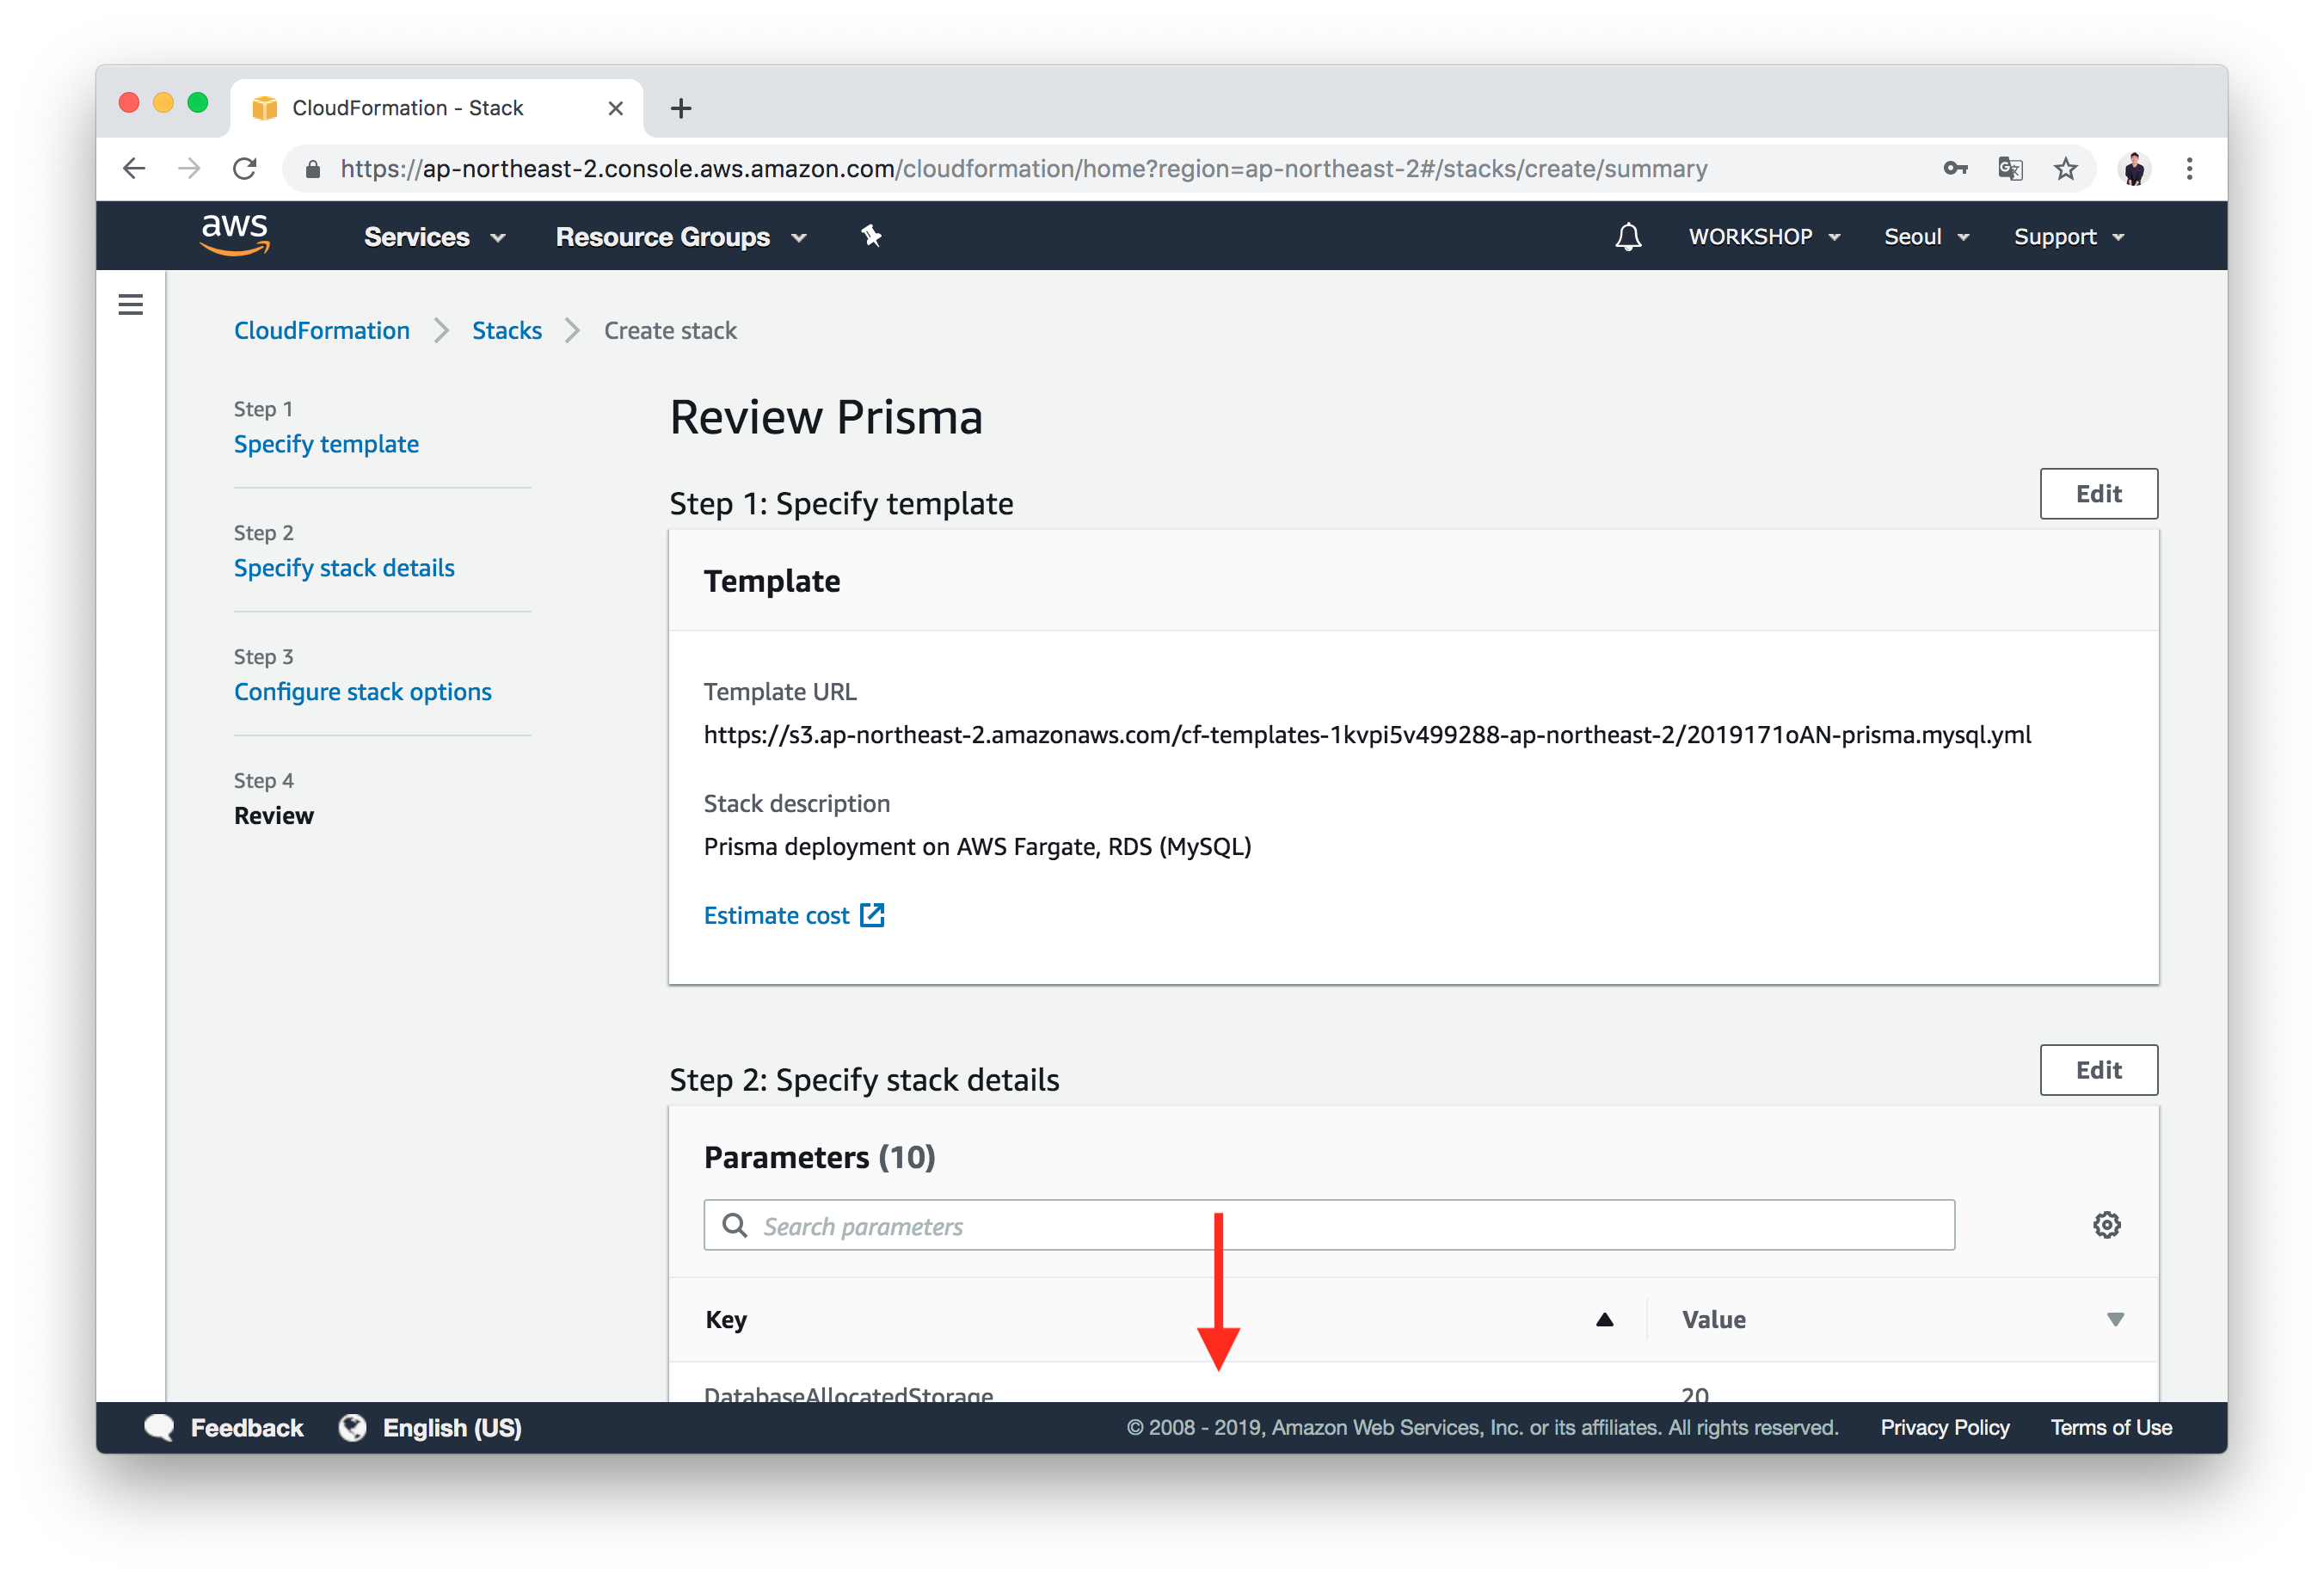 CloudFormation - Stack
https://ap-northeast-2.console.aws.amazon.com/cloudformation/home?region=ap-northeast-2#/stacks/create/summary
aws Services Resource Groups WORKSHOP Seoul Support
CloudFormation Stacks Create stack
Step 1
Specify template
Step 2
Specify stack details
Step 3
Configure stack options
Step 4
Review
Review Prisma
Step 1: Specify template
Edit
Template
Template URL
https://s3.ap-northeast-2.amazonaws.com/cf-templates-1kvpi5v499288-ap-northeast-2/2019171oAN-prisma.mysql.yml
Stack description
Prisma deployment on AWS Fargate, RDS (MySQL)
Estimate cost
Step 2: Specify stack details
Edit
Parameters (10)
Search parameters
Key Value
DatabaseAllocatedStorage 20
Feedback English (US) © 2008 - 2019, Amazon Web Services, Inc. or its affiliates. All rights reserved. Privacy Policy Terms of Use